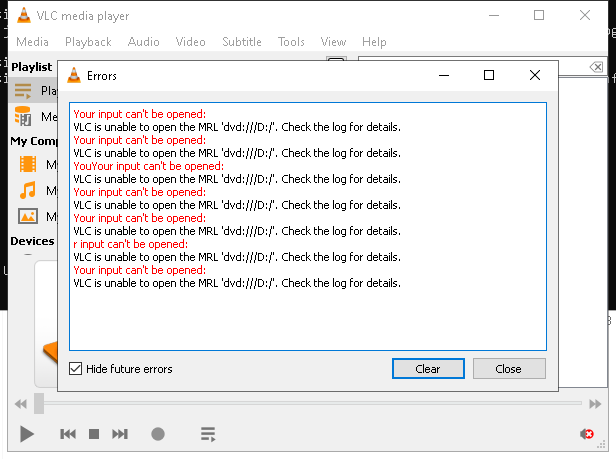 VLC media player
Media Playback Audio Video Subtitle Tools View Help
Playlist
Errors
Pla
Me
My Comp
M
M
M
Devices
Your input can't be opened:
VLC is unable to open the MRL 'dvd:///D:/'. Check the log for details.
Your input can't be opened:
VLC is unable to open the MRL 'dvd:///D:/'. Check the log for details.
YouYour input can't be opened:
VLC is unable to open the MRL 'dvd:///D:/'. Check the log for details.
Your input can't be opened:
VLC is unable to open the MRL 'dvd:///D:/'. Check the log for details.
Your input can't be opened:
VLC is unable to open the MRL 'dvd:///D:/'. Check the log for details.
r input can't be opened:
VLC is unable to open the MRL 'dvd:///D:/'. Check the log for details.
Your input can't be opened:
VLC is unable to open the MRL 'dvd:///D:/'. Check the log for details.
Hide future errors
Clear
Close